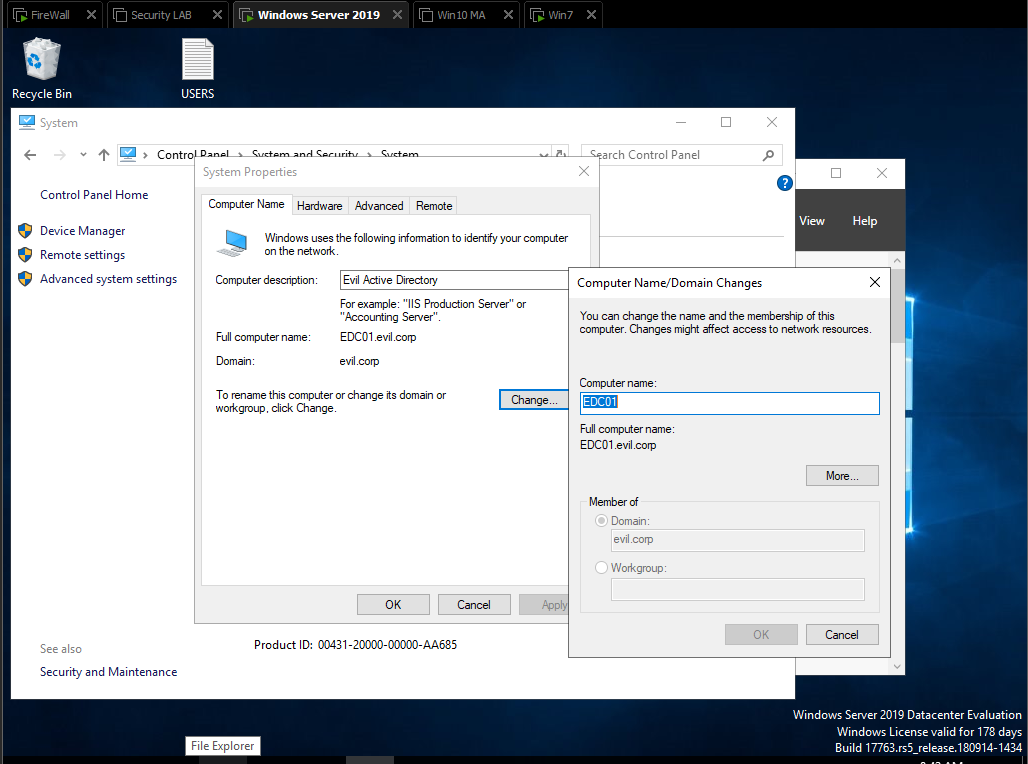 FireWall
Security LAB
Windows Server 2019
Win10 MA
Win7
Recycle Bin
USERS
System
Control Panel
System and Security
System
Search Control Panel
System Properties
Control Panel Home
Device Manager
Remote settings
Advanced system settings
Computer Name
Hardware
Advanced
Remote
Windows uses the following information to identify your computer
on the network.
Computer description:
Evil Active Directory
For example: "IIS Production Server" or
"Accounting Server".
Full computer name:
EDC01.evil.corp
Domain:
evil.corp
To rename this computer or change its domain or
workgroup, click Change.
Change...
OK
Cancel
Apply
?
View
Help
Computer Name/Domain Changes
You can change the name and the membership of this
computer. Changes might affect access to network resources.
Computer name:
EDC01
Full computer name:
EDC01.evil.corp
More...
Member of
Domain:
evil.corp
Workgroup:
OK
Cancel
Product ID: 00431-20000-00000-AA685
See also
Security and Maintenance
Windows Server 2019 Datacenter Evaluation
Windows License valid for 178 days
Build 17763.rs5_release.180914-1434
File Explorer